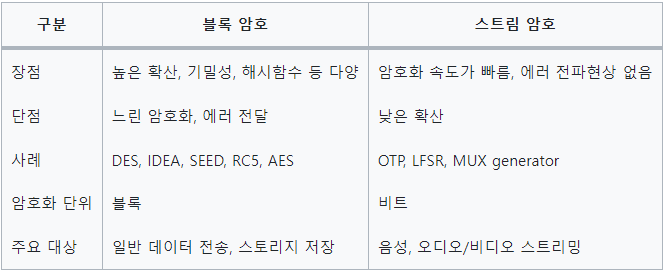 구분 블록 암호 스트림 암호
장점 높은 확산, 기밀성, 해시함수 등 다양 암호화 속도가 빠름, 에러 전파현상 없음
단점 느린 암호화, 에러 전달 낮은 확산
사례 DES, IDEA, SEED, RC5, AES OTP, LFSR, MUX generator
암호화 단위 블록 비트
주요 대상 일반 데이터 전송, 스토리지 저장 음성, 오디오/비디오 스트리밍